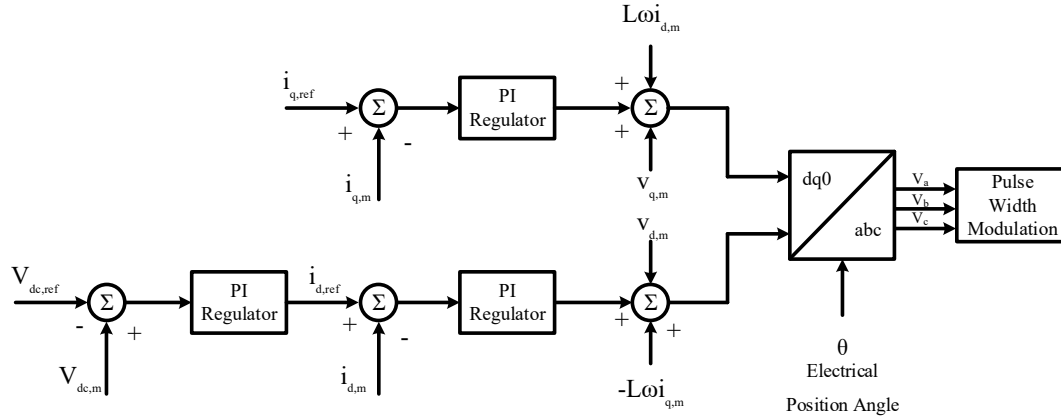 Lωi_d,m
i_q,ref
+
Σ
-
i_q,m
PI
Regulator
+
+
Σ
v_q,m
v_d,m
V_dc,ref
-
Σ
+
V_dc,m
PI
Regulator
i_d,ref
+
Σ
-
i_d,m
PI
Regulator
+
Σ
+
-Lωi_q,m
dq0
abc
V_a
V_b
V_c
Pulse
Width
Modulation
θ
Electrical
Position Angle